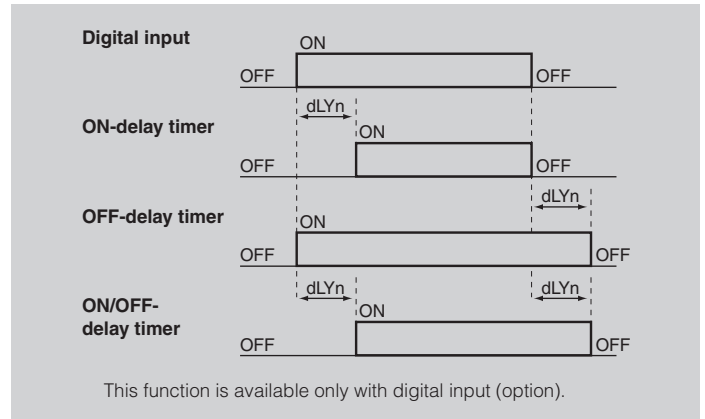 Digital input
ON
OFF
OFF
dLYn
ON-delay timer
ON
OFF
OFF
dLYn
OFF-delay timer
ON
OFF
OFF
dLYn
dLYn
ON/OFF-
delay timer
ON
OFF
OFF
This function is available only with digital input (option).